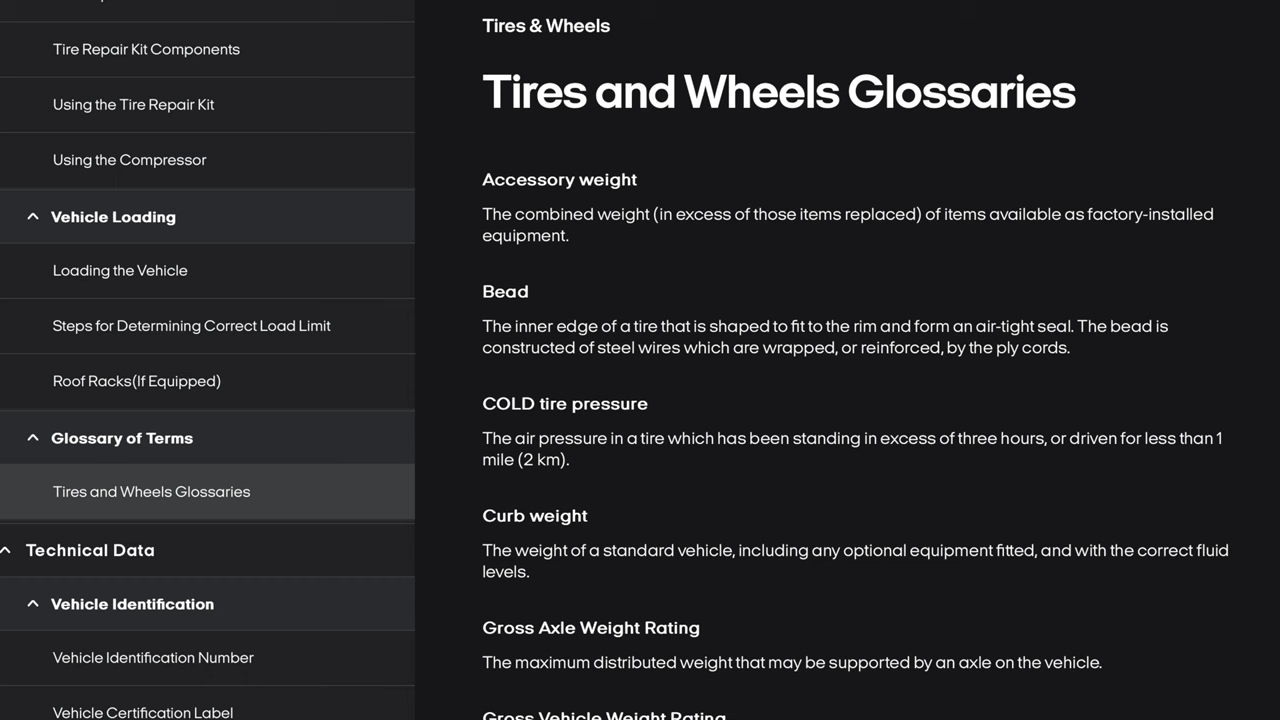 Tire Repair Kit Components
Using the Tire Repair Kit
Using the Compressor
Vehicle Loading
Loading the Vehicle
Steps for Determining Correct Load Limit
Roof Racks(If Equipped)
Glossary of Terms
Tires and Wheels Glossaries
Technical Data
Vehicle Identification
Vehicle Identification Number
Vehicle Certification Label
Tires & Wheels
Tires and Wheels Glossaries
Accessory weight
The combined weight (in excess of those items replaced) of items available as factory-installed
equipment.
Bead
The inner edge of a tire that is shaped to fit to the rim and form an air-tight seal. The bead is
constructed of steel wires which are wrapped, or reinforced, by the ply cords.
COLD tire pressure
The air pressure in a tire which has been standing in excess of three hours, or driven for less than 1
mile (2 km).
Curb weight
The weight of a standard vehicle, including any optional equipment fitted, and with the correct fluid
levels.
Gross Axle Weight Rating
The maximum distributed weight that may be supported by an axle on the vehicle.
Gross Vehicle Weight Rating